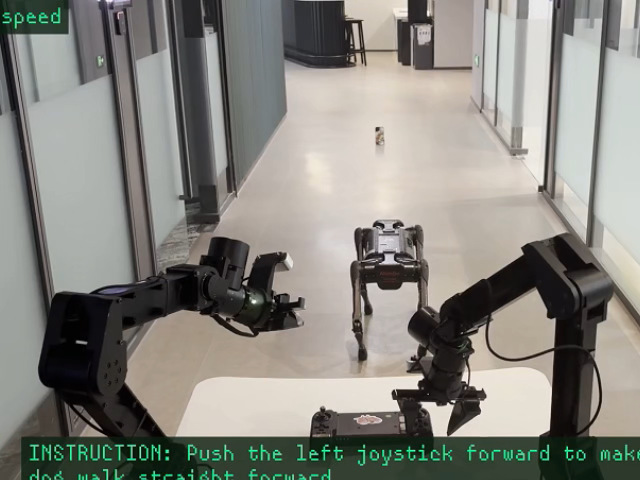 speed
INSTRUCTION: Push the left joystick forward to make
dog walk straight forward